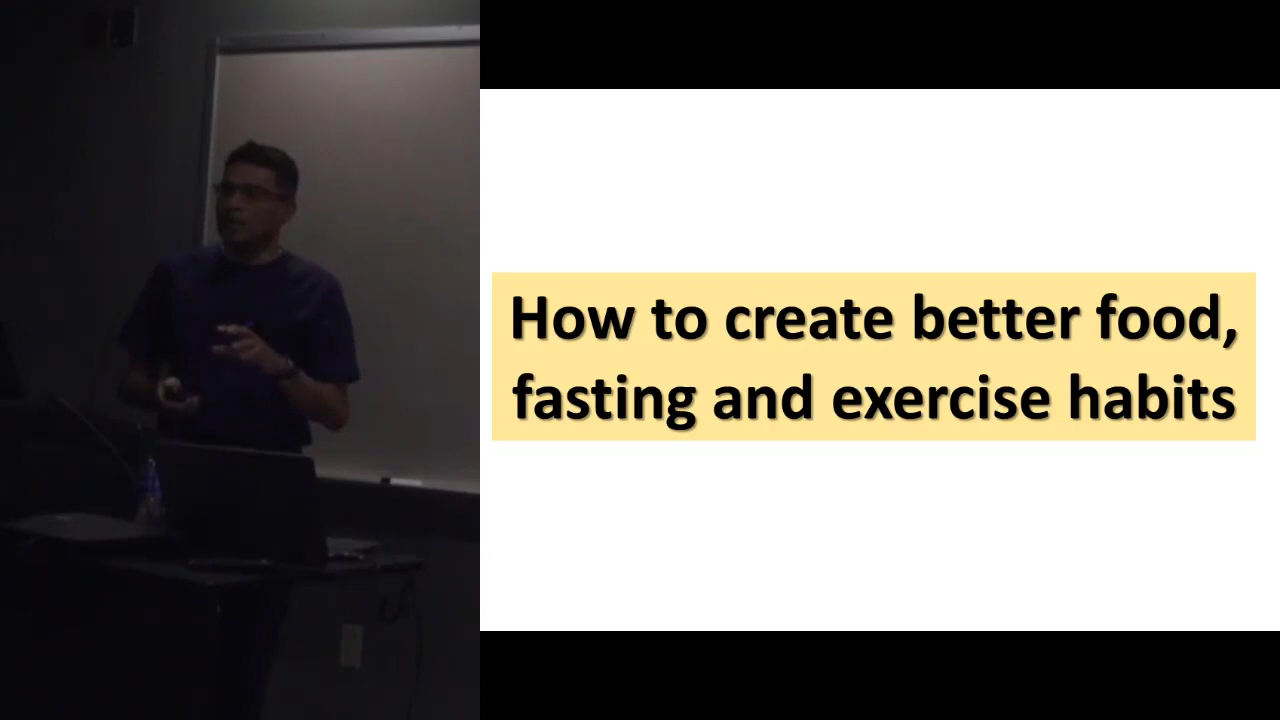 How to create better food,
fasting and exercise habits